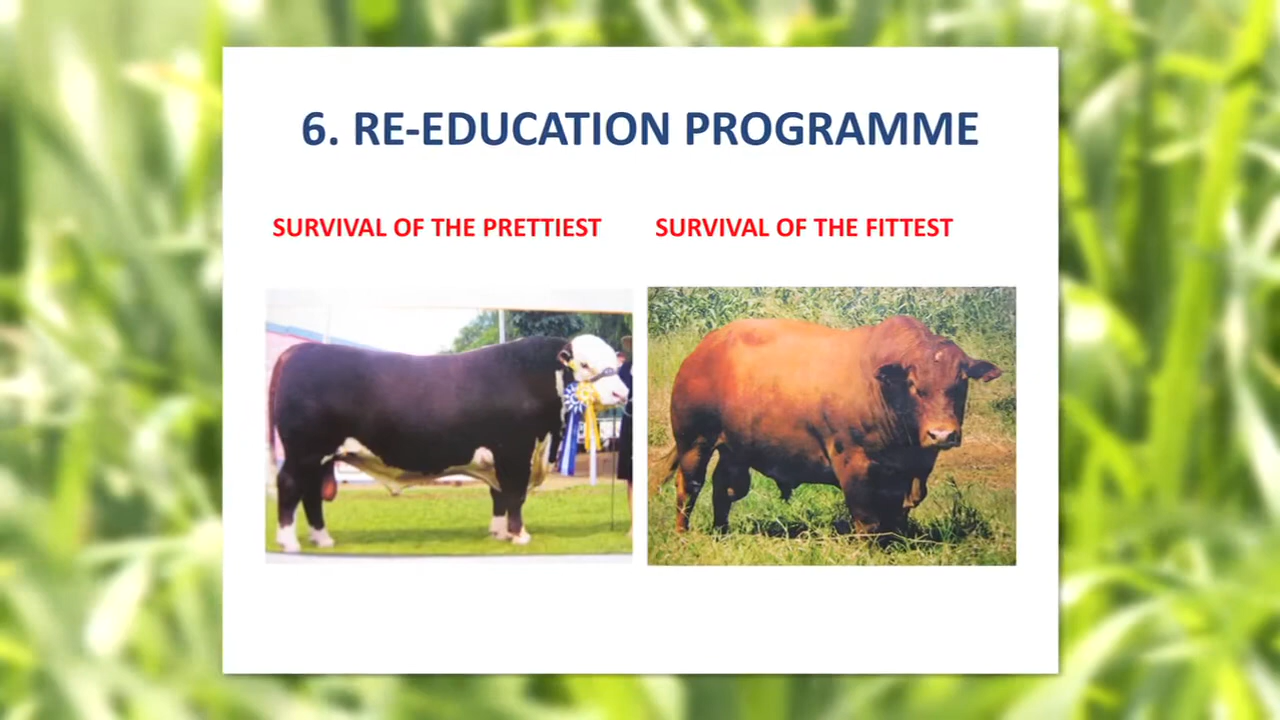 6. RE-EDUCATION PROGRAMME
SURVIVAL OF THE PRETTIEST
SURVIVAL OF THE FITTEST